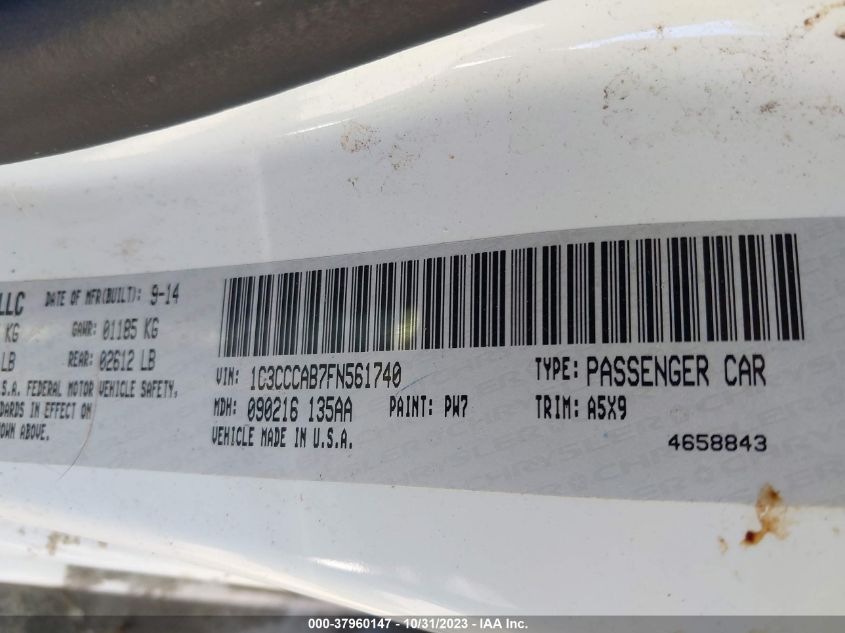 LLC DATE OF MFR(BUILT): 9-14
KG GAWR: 01185 KG
LB REAR: 02612 LB
S.A. FEDERAL MOTOR VEHICLE SAFETY,
DARDS IN EFFECT ON
OWN ABOVE.
VIN: 1C3CCCAB7FN561740 TYPE: PASSENGER CAR
MDH: 090216 135AA PAINT: PW7 TRIM: A5X9
VEHICLE MADE IN U.S.A.
4658843
CHRYSLER CHRYSLER
000-37960147 - 10/31/2023 - IAA Inc.